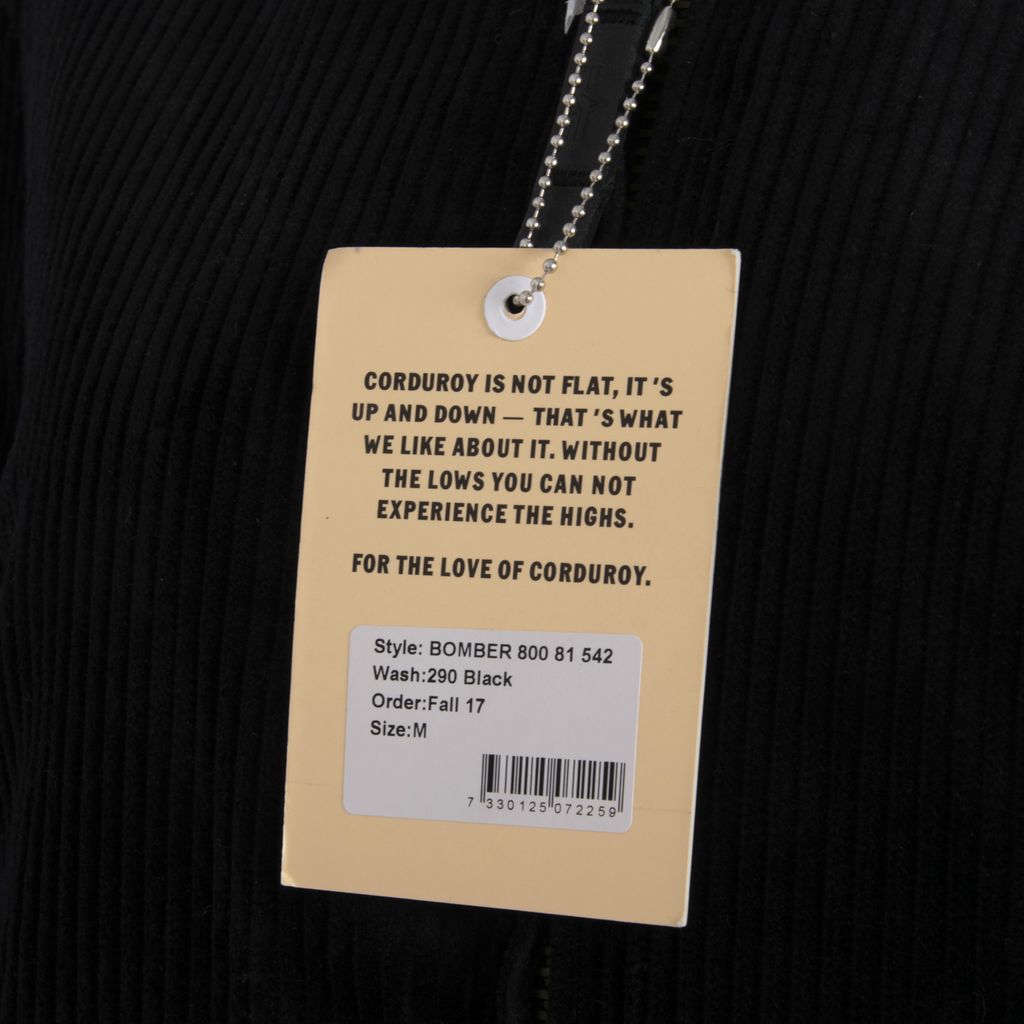 CORDUROY IS NOT FLAT, IT 'S
UP AND DOWN — THAT 'S WHAT
WE LIKE ABOUT IT. WITHOUT
THE LOWS YOU CAN NOT
EXPERIENCE THE HIGHS.
FOR THE LOVE OF CORDUROY.
Style: BOMBER 800 81 542
Wash:290 Black
Order:Fall 17
Size:M
7 330125 072259